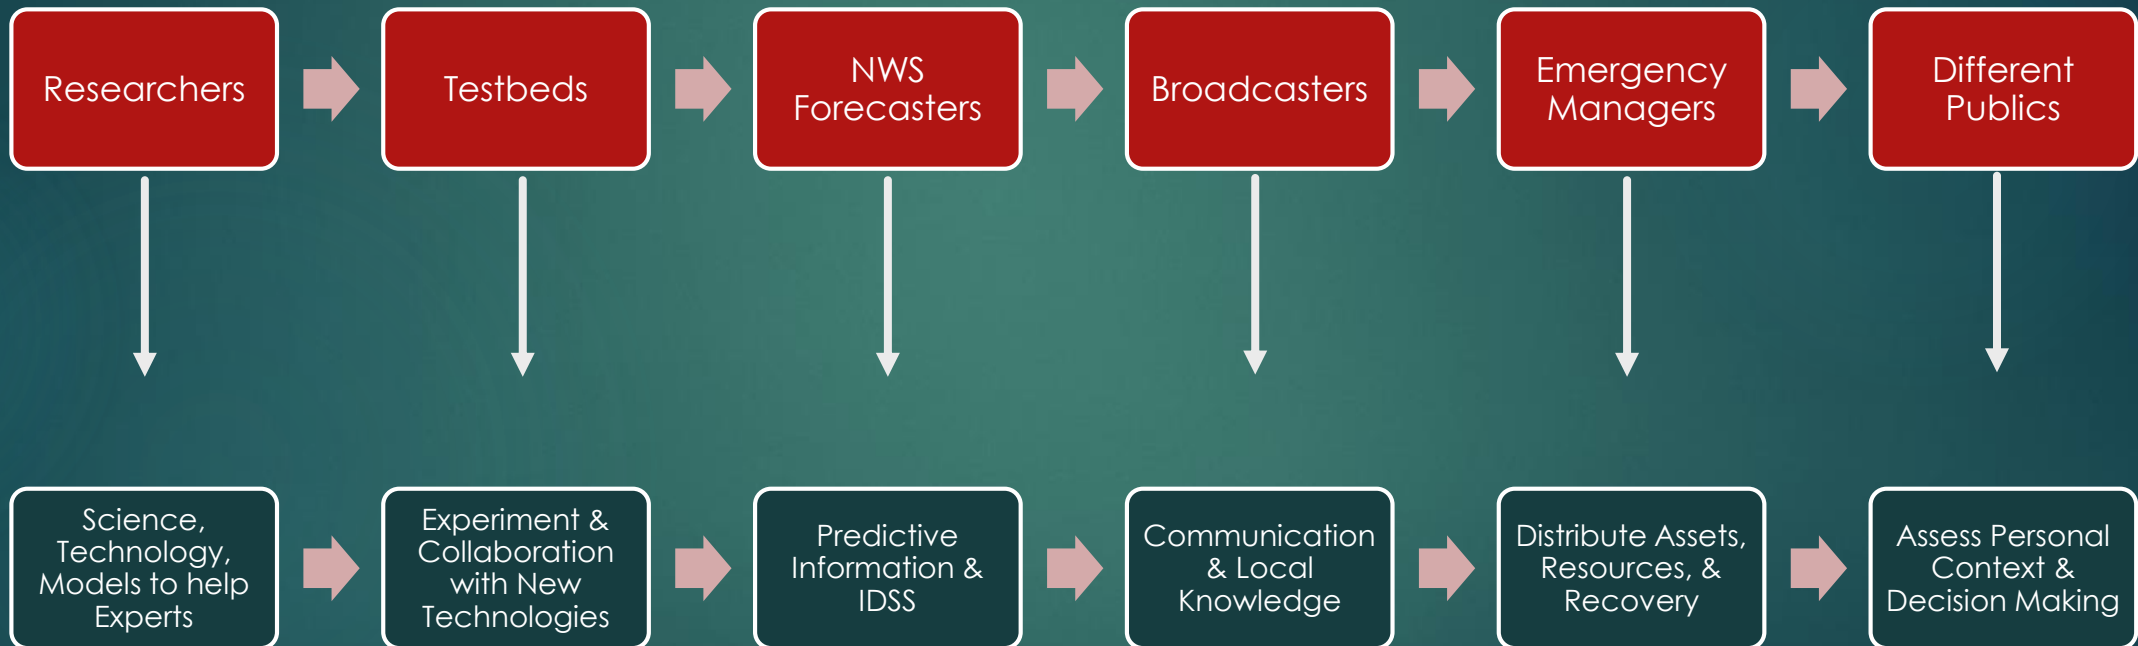 Researchers
Testbeds
NWS
Forecasters
Broadcasters
Emergency
Managers
Different
Publics
Science,
Technology,
Models to help
Experts
Experiment &
Collaboration
with New
Technologies
Predictive
Information &
IDSS
Communication
& Local
Knowledge
Distribute Assets,
Resources, &
Recovery
Assess Personal
Context &
Decision Making